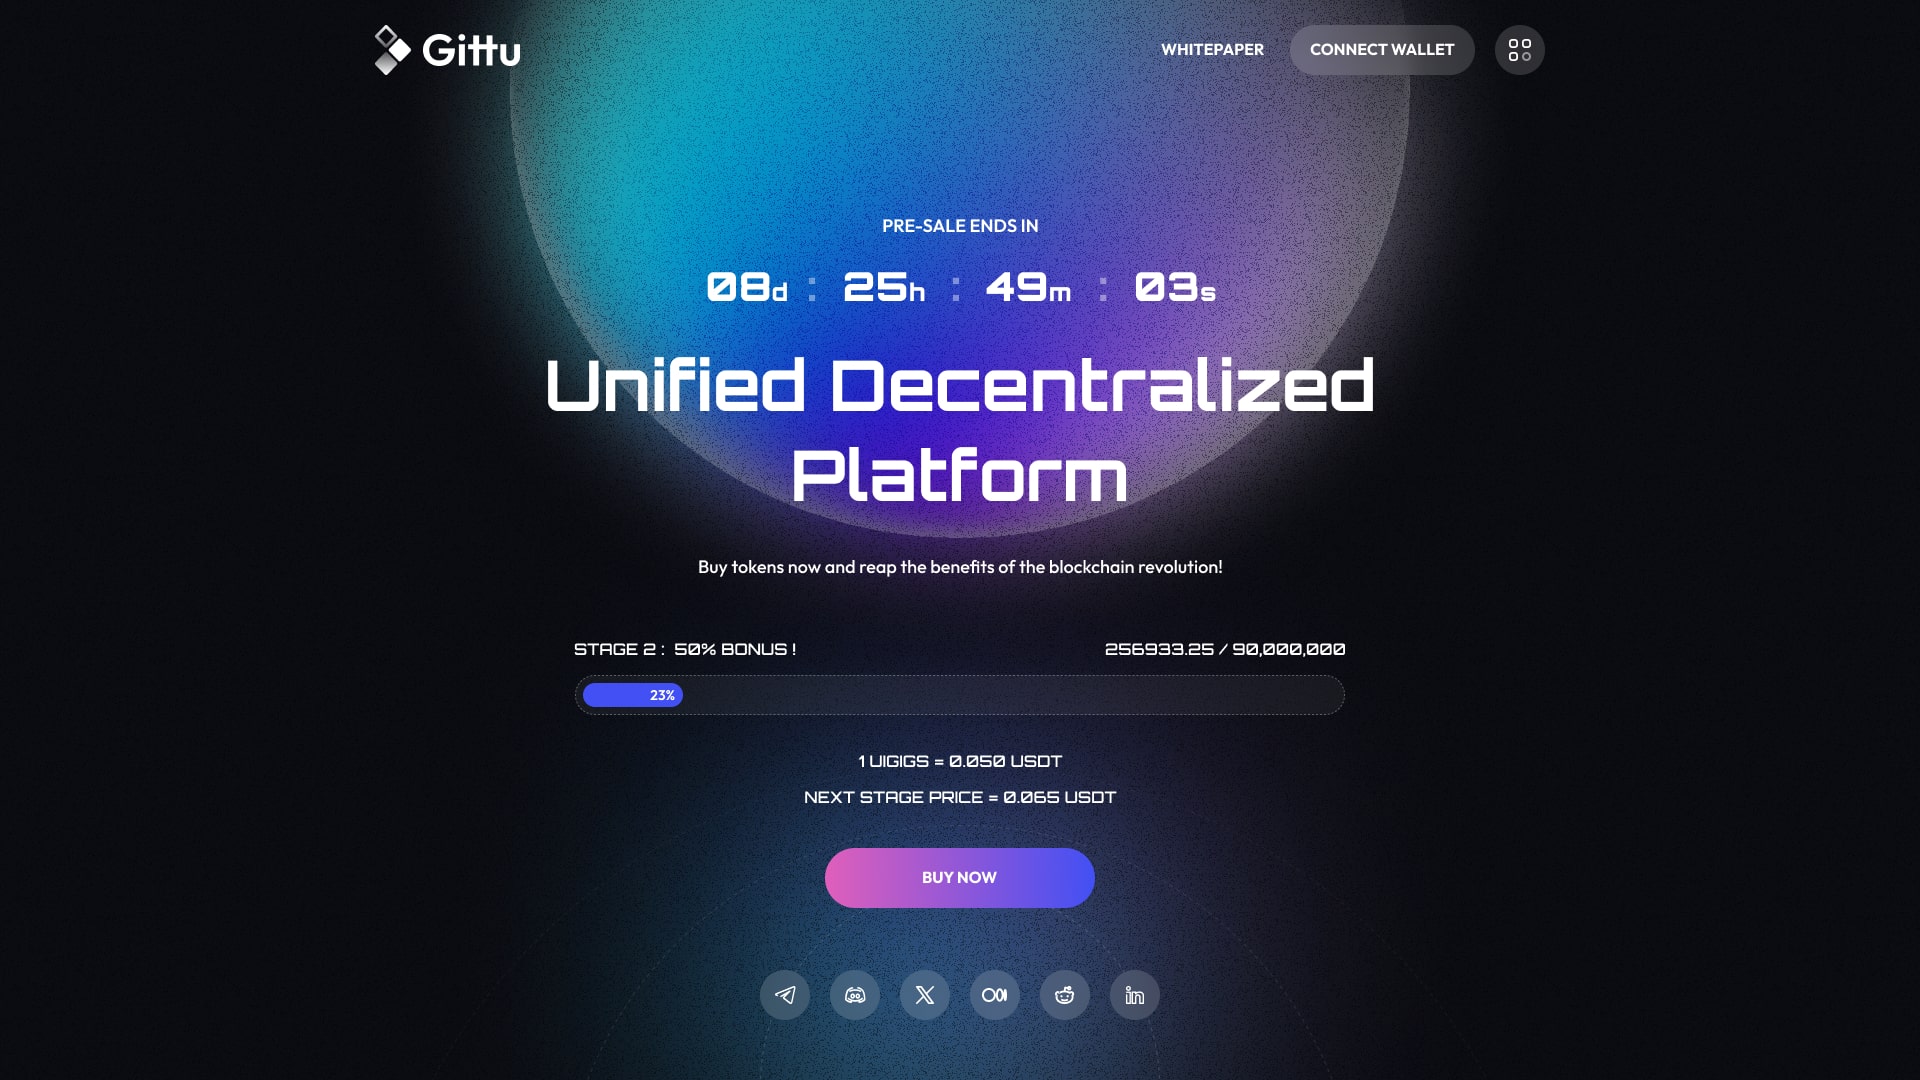 Gittu
WHITEPAPER
CONNECT WALLET
PRE-SALE ENDS IN
08d : 25h : 49m : 03s
Unified Decentralized
Platform
Buy tokens now and reap the benefits of the blockchain revolution!
STAGE 2 : 50% BONUS !
256933.25 / 90,000,000
23%
1 UIGIGS = 0.050 USDT
NEXT STAGE PRICE = 0.065 USDT
BUY NOW